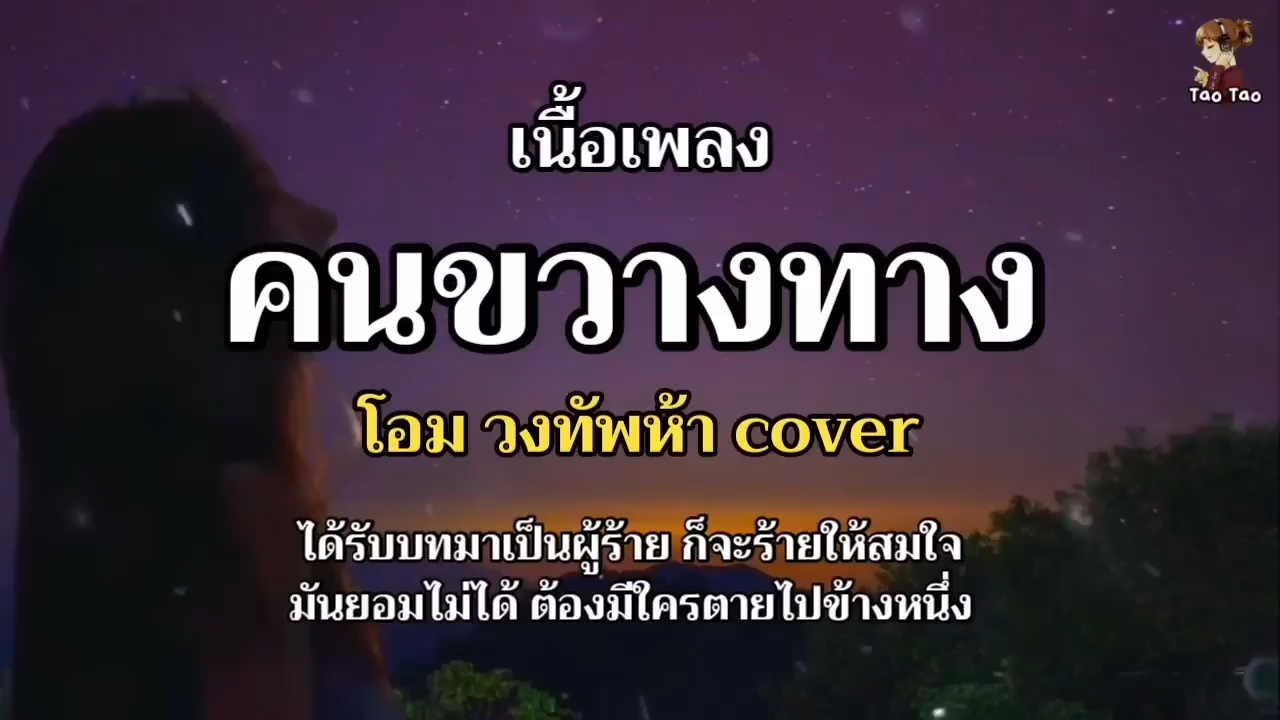 Tao Tao
เนื้อเพลง
คนขวางทาง
โอม วงทัพห้า cover
ได้รับบทมาเป็นผู้ร้าย ก็จะร้ายให้สมใจ
มันยอมไม่ได้ ต้องมีใครตายไปข้างหนึ่ง